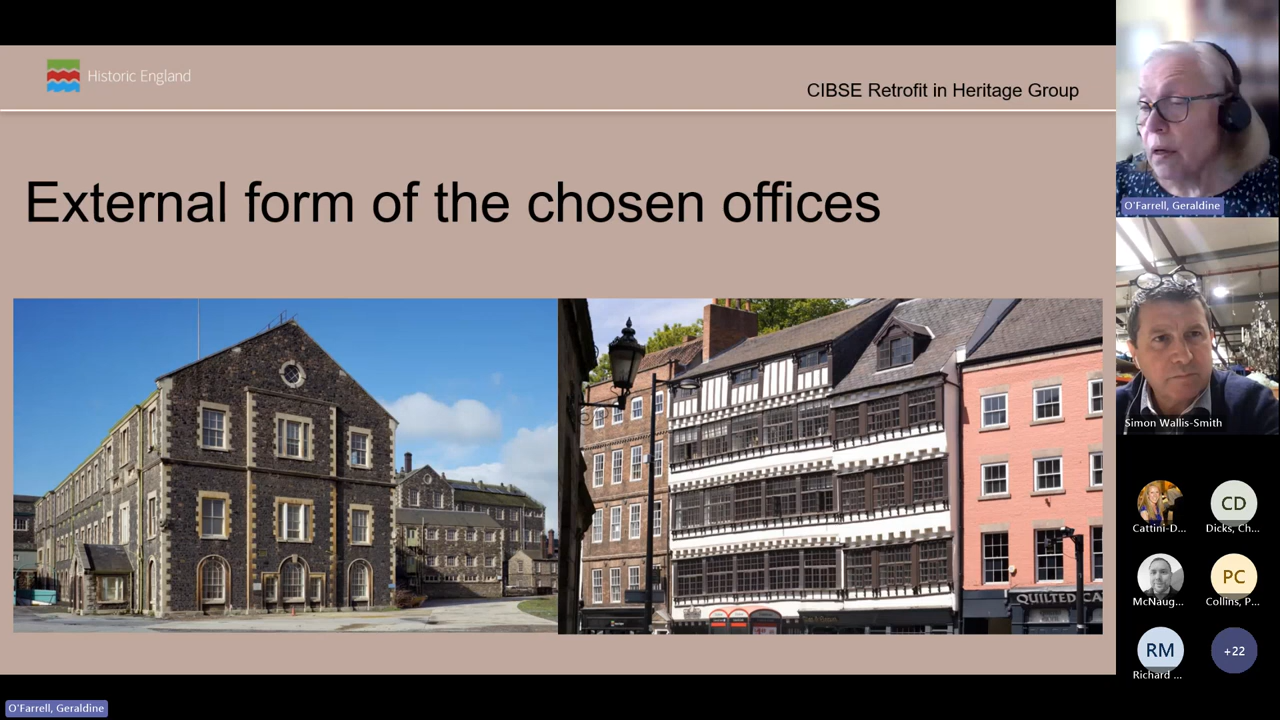 Historic England
CIBSE Retrofit in Heritage Group
External form of the chosen offices
QUILTED CA
O'Farrell, Geraldine
Simon Wallis-Smith
Cattini-D...
CD
Dicks, Ch...
McNaug...
PC
Collins, P...
RM
Richard ...
+22
O'Farrell, Geraldine